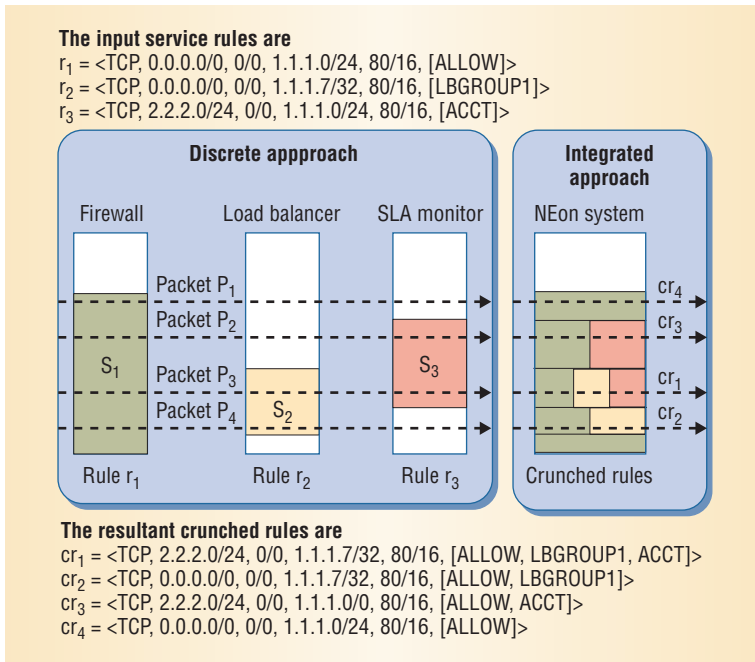 The input service rules are
r1 = <TCP, 0.0.0.0/0, 0/0, 1.1.1.0/24, 80/16, [ALLOW]>
r2 = <TCP, 0.0.0.0/0, 0/0, 1.1.1.7/32, 80/16, [LBGROUP1]>
r3 = <TCP, 2.2.2.0/24, 0/0, 1.1.1.0/24, 80/16, [ACCT]>
Discrete appproach
Integrated
approach
Firewall
Load balancer
SLA monitor
NEon system
Packet P1
cr4
Packet P2
cr3
S1
S3
Packet P3
cr1
Packet P4
S2
cr2
Rule r1
Rule r2
Rule r3
Crunched rules
The resultant crunched rules are
cr1 = <TCP, 2.2.2.0/24, 0/0, 1.1.1.7/32, 80/16, [ALLOW, LBGROUP1, ACCT]>
cr2 = <TCP, 0.0.0.0/0, 0/0, 1.1.1.7/32, 80/16, [ALLOW, LBGROUP1]>
cr3 = <TCP, 2.2.2.0/24, 0/0, 1.1.1.0/0, 80/16, [ALLOW, ACCT]>
cr4 = <TCP, 0.0.0.0/0, 0/0, 1.1.1.0/24, 80/16, [ALLOW]>